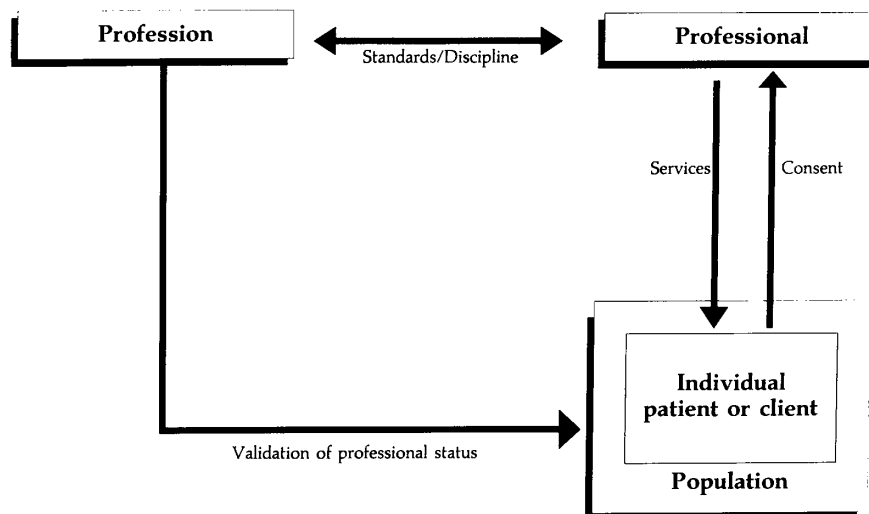 Profession
Professional
Standards/Discipline
Services
Consent
Individual
patient or client
Validation of professional status
Population